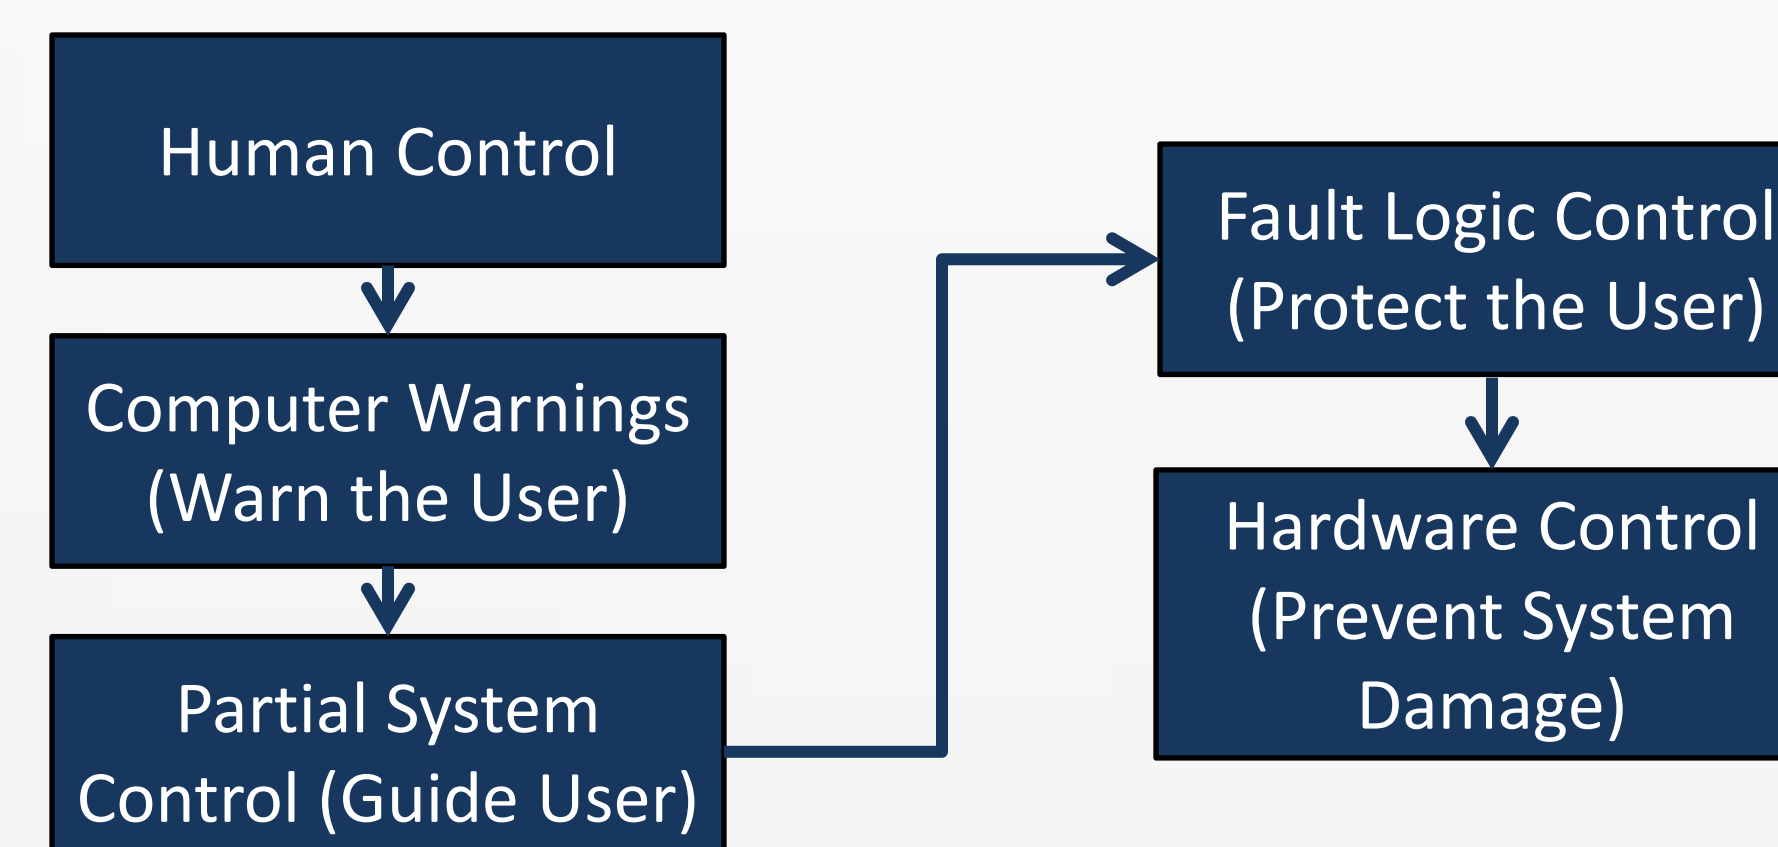 Human Control
Computer Warnings
(Warn the User)
Partial System
Control (Guide User)
Fault Logic Control
(Protect the User)
Hardware Control
(Prevent System
Damage)